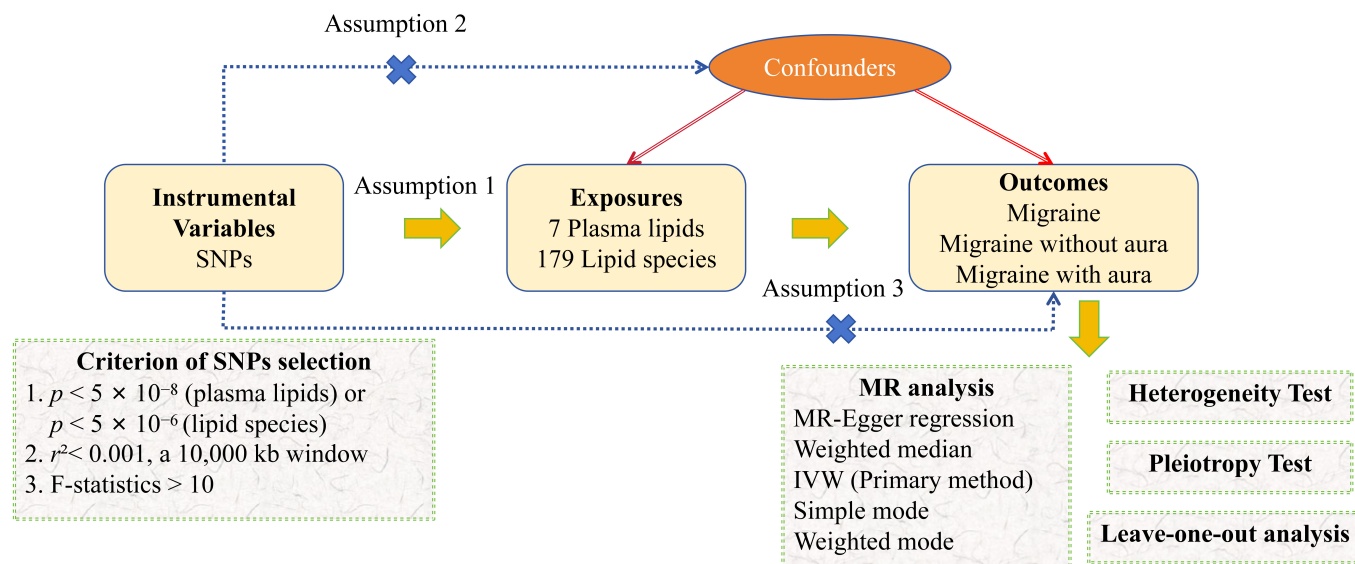 Assumption 2
Confounders
Instrumental
Variables
SNPs
Assumption 1
Exposures
7 Plasma lipids
179 Lipid species
Outcomes
Migraine
Migraine without aura
Migraine with aura
Assumption 3
Criterion of SNPs selection
1. p < 5 × 10⁻⁸ (plasma lipids) or
p < 5 × 10⁻⁶ (lipid species)
2. r²< 0.001, a 10,000 kb window
3. F-statistics > 10
MR analysis
MR-Egger regression
Weighted median
IVW (Primary method)
Simple mode
Weighted mode
Heterogeneity Test
Pleiotropy Test
Leave-one-out analysis